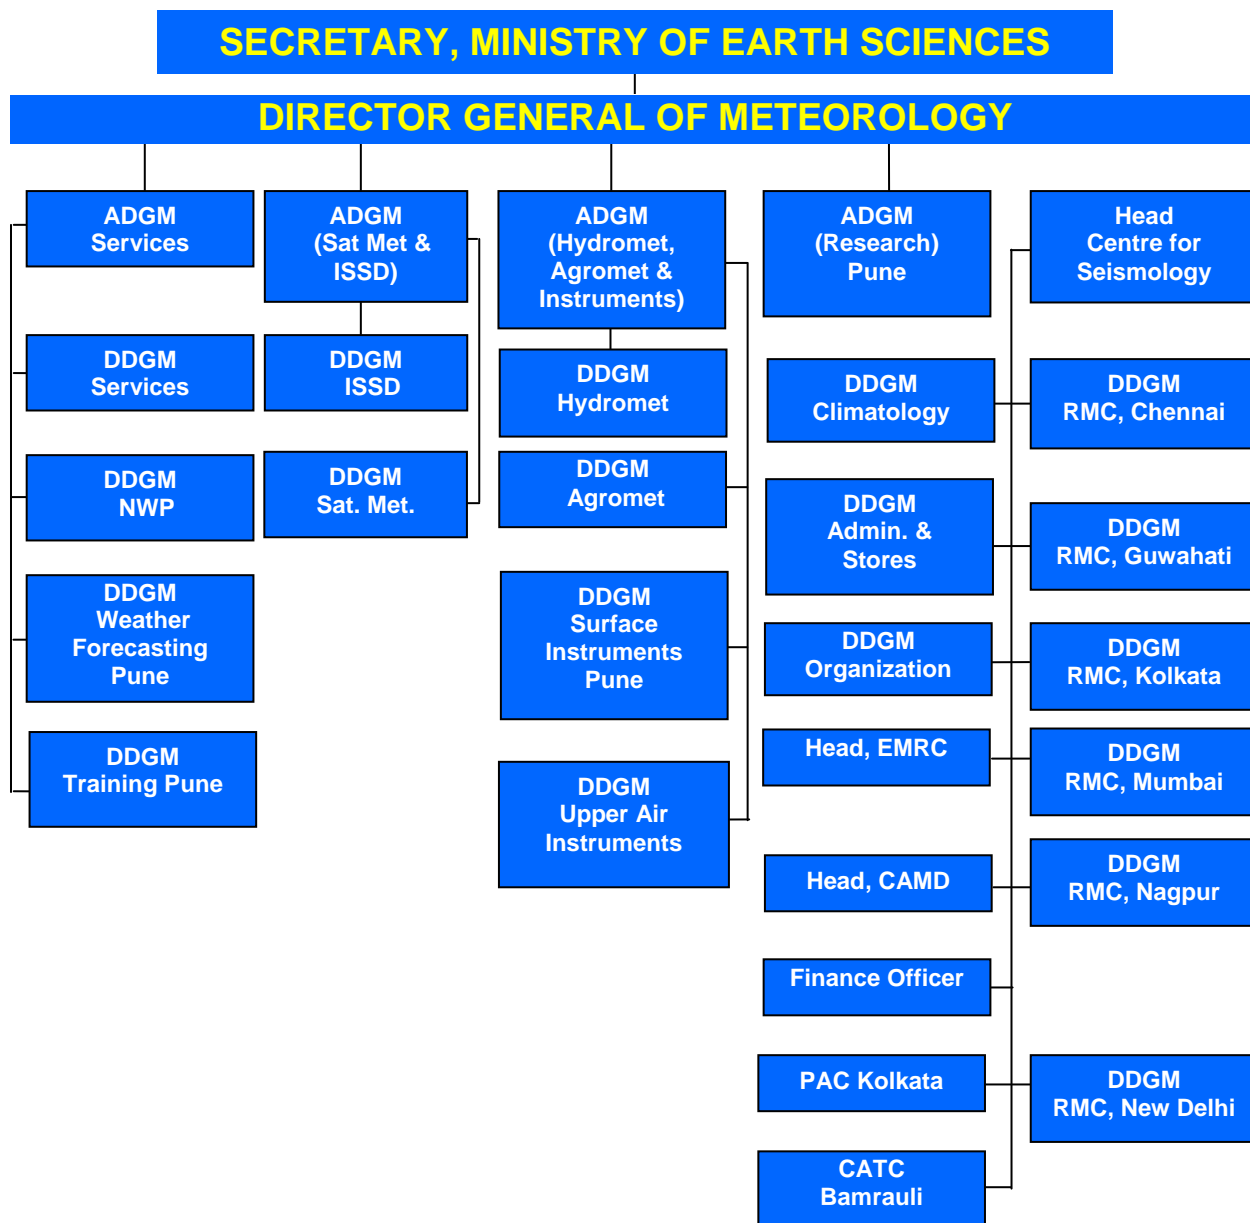 SECRETARY, MINISTRY OF EARTH SCIENCES
DIRECTOR GENERAL OF METEOROLOGY
ADGM
Services
DDGM
Services
DDGM
NWP
DDGM
Weather
Forecasting
Pune
DDGM
Training Pune
ADGM
(Sat Met &
ISSD)
DDGM
ISSD
DDGM
Sat. Met.
ADGM
(Hydromet,
Agromet &
Instruments)
DDGM
Hydromet
DDGM
Agromet
DDGM
Surface
Instruments
Pune
DDGM
Upper Air
Instruments
ADGM
(Research)
Pune
DDGM
Climatology
DDGM
Admin. &
Stores
DDGM
Organization
Head, EMRC
Head, CAMD
Finance Officer
PAC Kolkata
CATC
Bamrauli
Head
Centre for
Seismology
DDGM
RMC, Chennai
DDGM
RMC, Guwahati
DDGM
RMC, Kolkata
DDGM
RMC, Mumbai
DDGM
RMC, Nagpur
DDGM
RMC, New Delhi